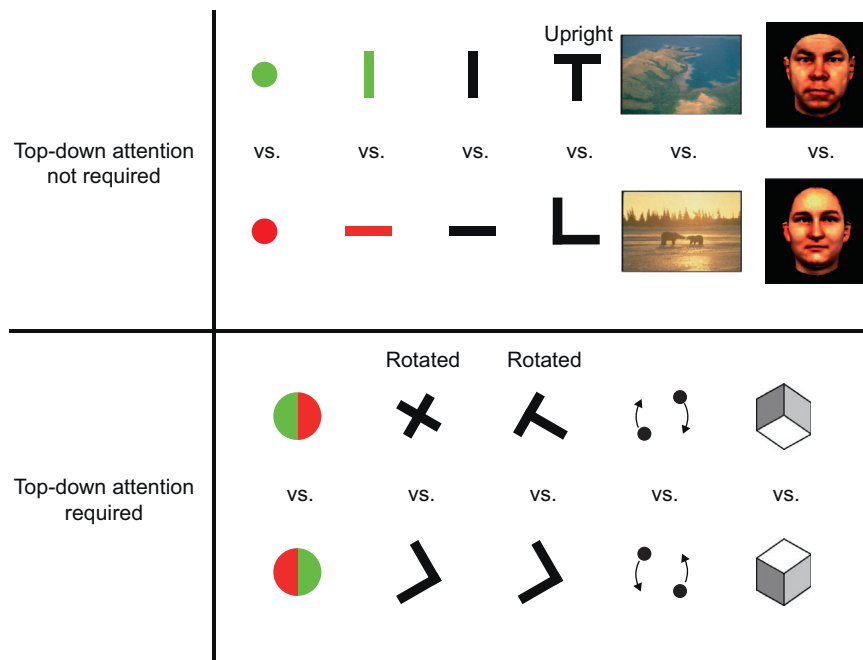 Upright
Top-down attention
not required
vs.
vs.
vs.
vs.
vs.
vs.
Rotated
Rotated
Top-down attention
required
vs.
vs.
vs.
vs.
vs.